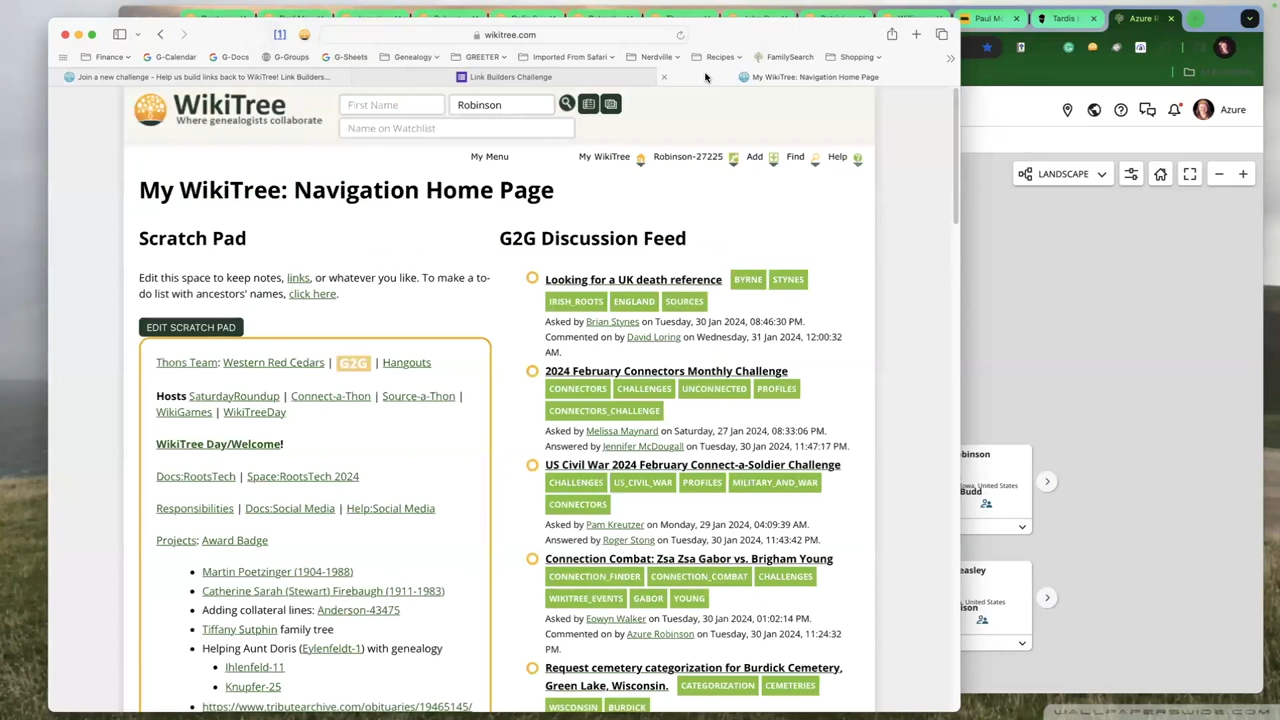 Paul M
Tardis
Azure R
wikitree.com
Finance
G-Calendar
G-Docs
G-Groups
G-Sheets
Genealogy
GREETER
Imported From Safari
Nerdville
Recipes
FamilySearch
Shopping
Join a new challenge - Help us build links back to WikiTree! Link Builders...
Link Builders Challenge
My WikiTree: Navigation Home Page
WikiTree
Where genealogists collaborate
First Name
Robinson
Name on Watchlist
Azure
My Menu
My WikiTree
Robinson-27225
Add
Find
Help
LANDSCAPE
My WikiTree: Navigation Home Page
Scratch Pad
Edit this space to keep notes, links, or whatever you like. To make a to-
do list with ancestors' names, click here.
EDIT SCRATCH PAD
Thons Team: Western Red Cedars | G2G | Hangouts
Hosts SaturdayRoundup | Connect-a-Thon | Source-a-Thon |
WikiGames | WikiTreeDay
WikiTree Day/Welcome!
Docs:RootsTech | Space:RootsTech 2024
Responsibilities | Docs:Social Media | Help:Social Media
Projects: Award Badge
Martin Poetzinger (1904-1988)
Catherine Sarah (Stewart) Firebaugh (1911-1983)
Adding collateral lines: Anderson-43475
Tiffany Sutphin family tree
Helping Aunt Doris (Eylenfeldt-1) with genealogy
Ihlenfeld-11
Knupfer-25
https://www.tributearchive.com/obituaries/19465145/
G2G Discussion Feed
Looking for a UK death reference BYRNE STYNES
IRISH_ROOTS ENGLAND SOURCES
Asked by Brian Stynes on Tuesday, 30 Jan 2024, 08:46:30 PM.
Commented on by David Loring on Wednesday, 31 Jan 2024, 12:00:32
AM.
2024 February Connectors Monthly Challenge
CONNECTORS CHALLENGES UNCONNECTED PROFILES
CONNECTORS_CHALLENGE
Asked by Melissa Maynard on Saturday, 27 Jan 2024, 08:33:06 PM.
Answered by Jennifer McDougall on Tuesday, 30 Jan 2024, 11:47:17 PM.
US Civil War 2024 February Connect-a-Soldier Challenge
CHALLENGES US_CIVIL_WAR PROFILES MILITARY_AND_WAR
CONNECTORS
Asked by Pam Kreutzer on Monday, 29 Jan 2024, 04:09:39 AM.
Answered by Roger Stong on Tuesday, 30 Jan 2024, 11:43:42 PM.
Connection Combat: Zsa Zsa Gabor vs. Brigham Young
CONNECTION_FINDER CONNECTION_COMBAT CHALLENGES
WIKITREE_EVENTS GABOR YOUNG
Asked by Eowyn Walker on Tuesday, 30 Jan 2024, 01:02:14 PM.
Commented on by Azure Robinson on Tuesday, 30 Jan 2024, 11:24:32
PM.
Request cemetery categorization for Burdick Cemetery,
Green Lake, Wisconsin. CATEGORIZATION CEMETERIES
WISCONSIN BURDICK
obinson
Iowa, United States
Budd
easley
, United States
ison
WALLPAPERSWIDE.COM